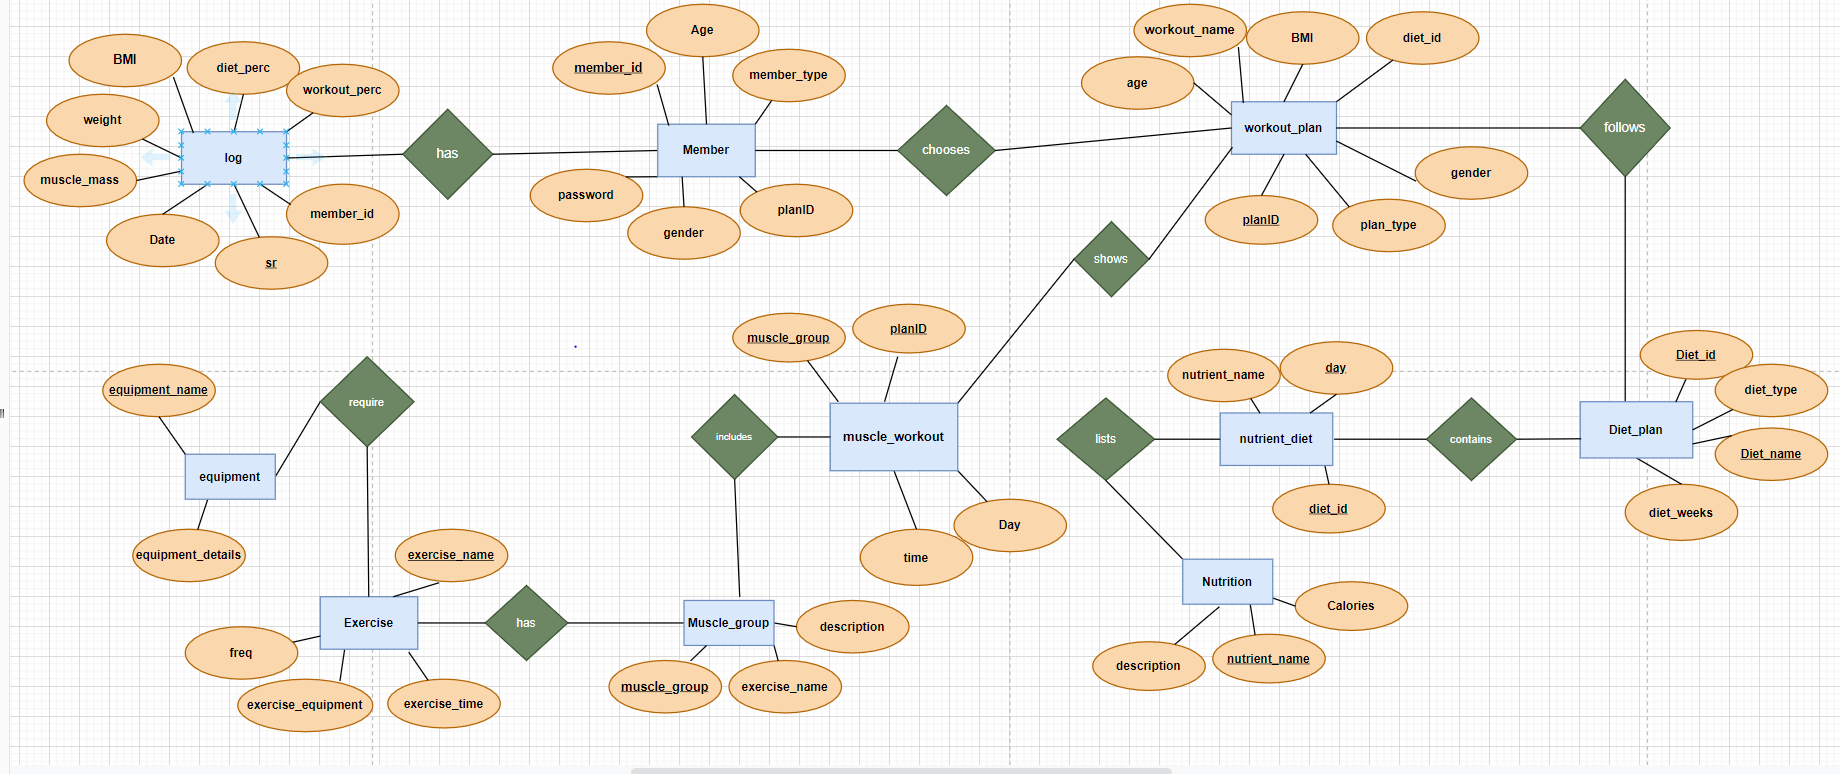 BMI
diet_perc
workout_perc
weight
log
muscle_mass
member_id
Date
sr
has
Age
member_id
member_type
Member
password
planID
gender
chooses
workout_name
BMI
diet_id
age
workout_plan
gender
planID
plan_type
follows
shows
equipment_name
require
equipment
equipment_details
muscle_group
planID
includes
muscle_workout
time
Day
nutrient_name
day
lists
nutrient_diet
contains
diet_id
Diet_id
diet_type
Diet_plan
Diet_name
diet_weeks
exercise_name
Exercise
has
freq
exercise_equipment
exercise_time
Muscle_group
description
muscle_group
exercise_name
Nutrition
Calories
description
nutrient_name